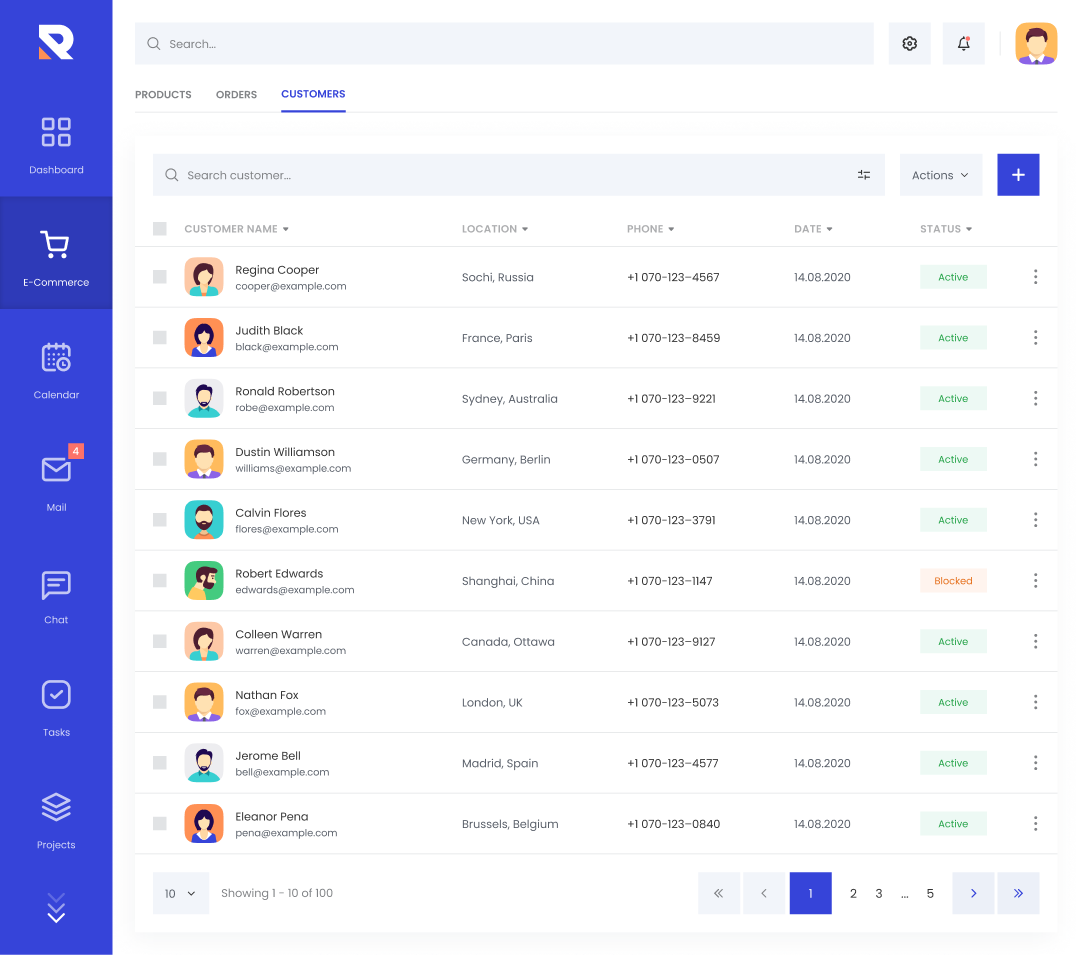 Search...
PRODUCTS ORDERS CUSTOMERS
Dashboard
E-Commerce
Calendar
4
Mail
Chat
Tasks
Projects
Search customer...
Actions
+
CUSTOMER NAME LOCATION PHONE DATE STATUS
Regina Cooper
cooper@example.com
Sochi, Russia +1 070-123–4567 14.08.2020 Active
Judith Black
black@example.com
France, Paris +1 070-123–8459 14.08.2020 Active
Ronald Robertson
robe@example.com
Sydney, Australia +1 070-123–9221 14.08.2020 Active
Dustin Williamson
williams@example.com
Germany, Berlin +1 070-123–0507 14.08.2020 Active
Calvin Flores
flores@example.com
New York, USA +1 070-123–3791 14.08.2020 Active
Robert Edwards
edwards@example.com
Shanghai, China +1 070-123–1147 14.08.2020 Blocked
Colleen Warren
warren@example.com
Canada, Ottawa +1 070-123–9127 14.08.2020 Active
Nathan Fox
fox@example.com
London, UK +1 070-123–5073 14.08.2020 Active
Jerome Bell
bell@example.com
Madrid, Spain +1 070-123–4577 14.08.2020 Active
Eleanor Pena
pena@example.com
Brussels, Belgium +1 070-123–0840 14.08.2020 Active
10 Showing 1 - 10 of 100 « ‹ 1 2 3 ... 5 › »